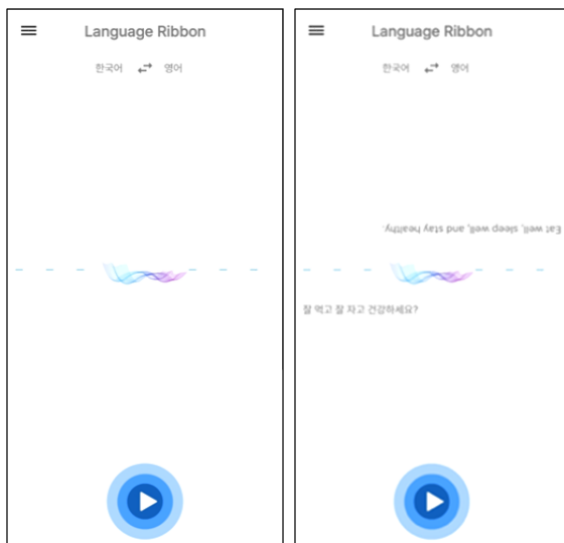 Language Ribbon
한국어 영어
Language Ribbon
한국어 영어
Eat well, sleep well, and stay healthy.
잘 먹고 잘 자고 건강하세요?